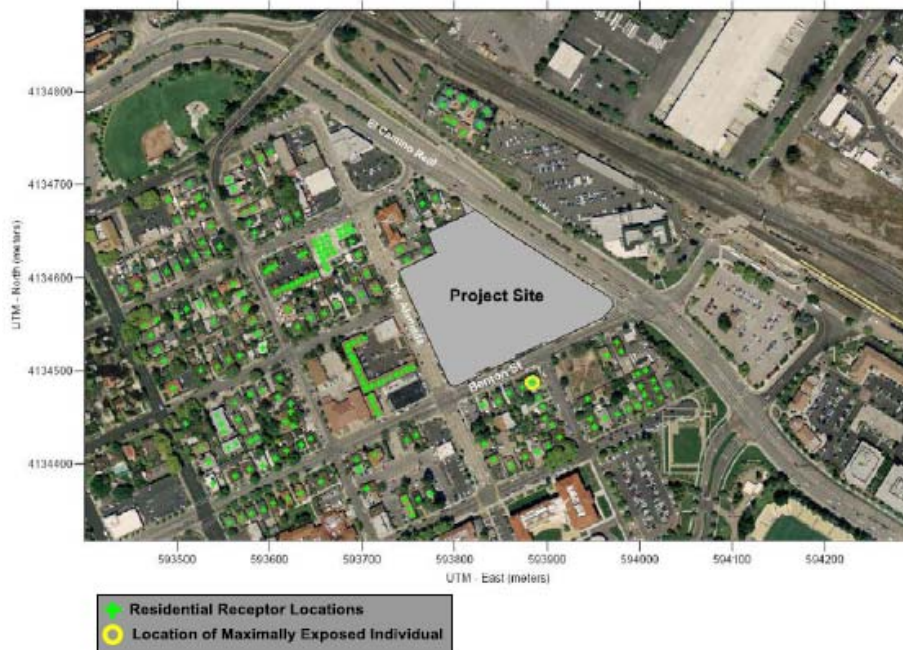 4134800
4134700
4134600
4134500
4134400
UTM - North (meters)
El Camino Real
Project Site
Benton St
593500
593600
593700
593800
593900
594000
594100
594200
UTM - East (meters)
Residential Receptor Locations
Location of Maximally Exposed Individual